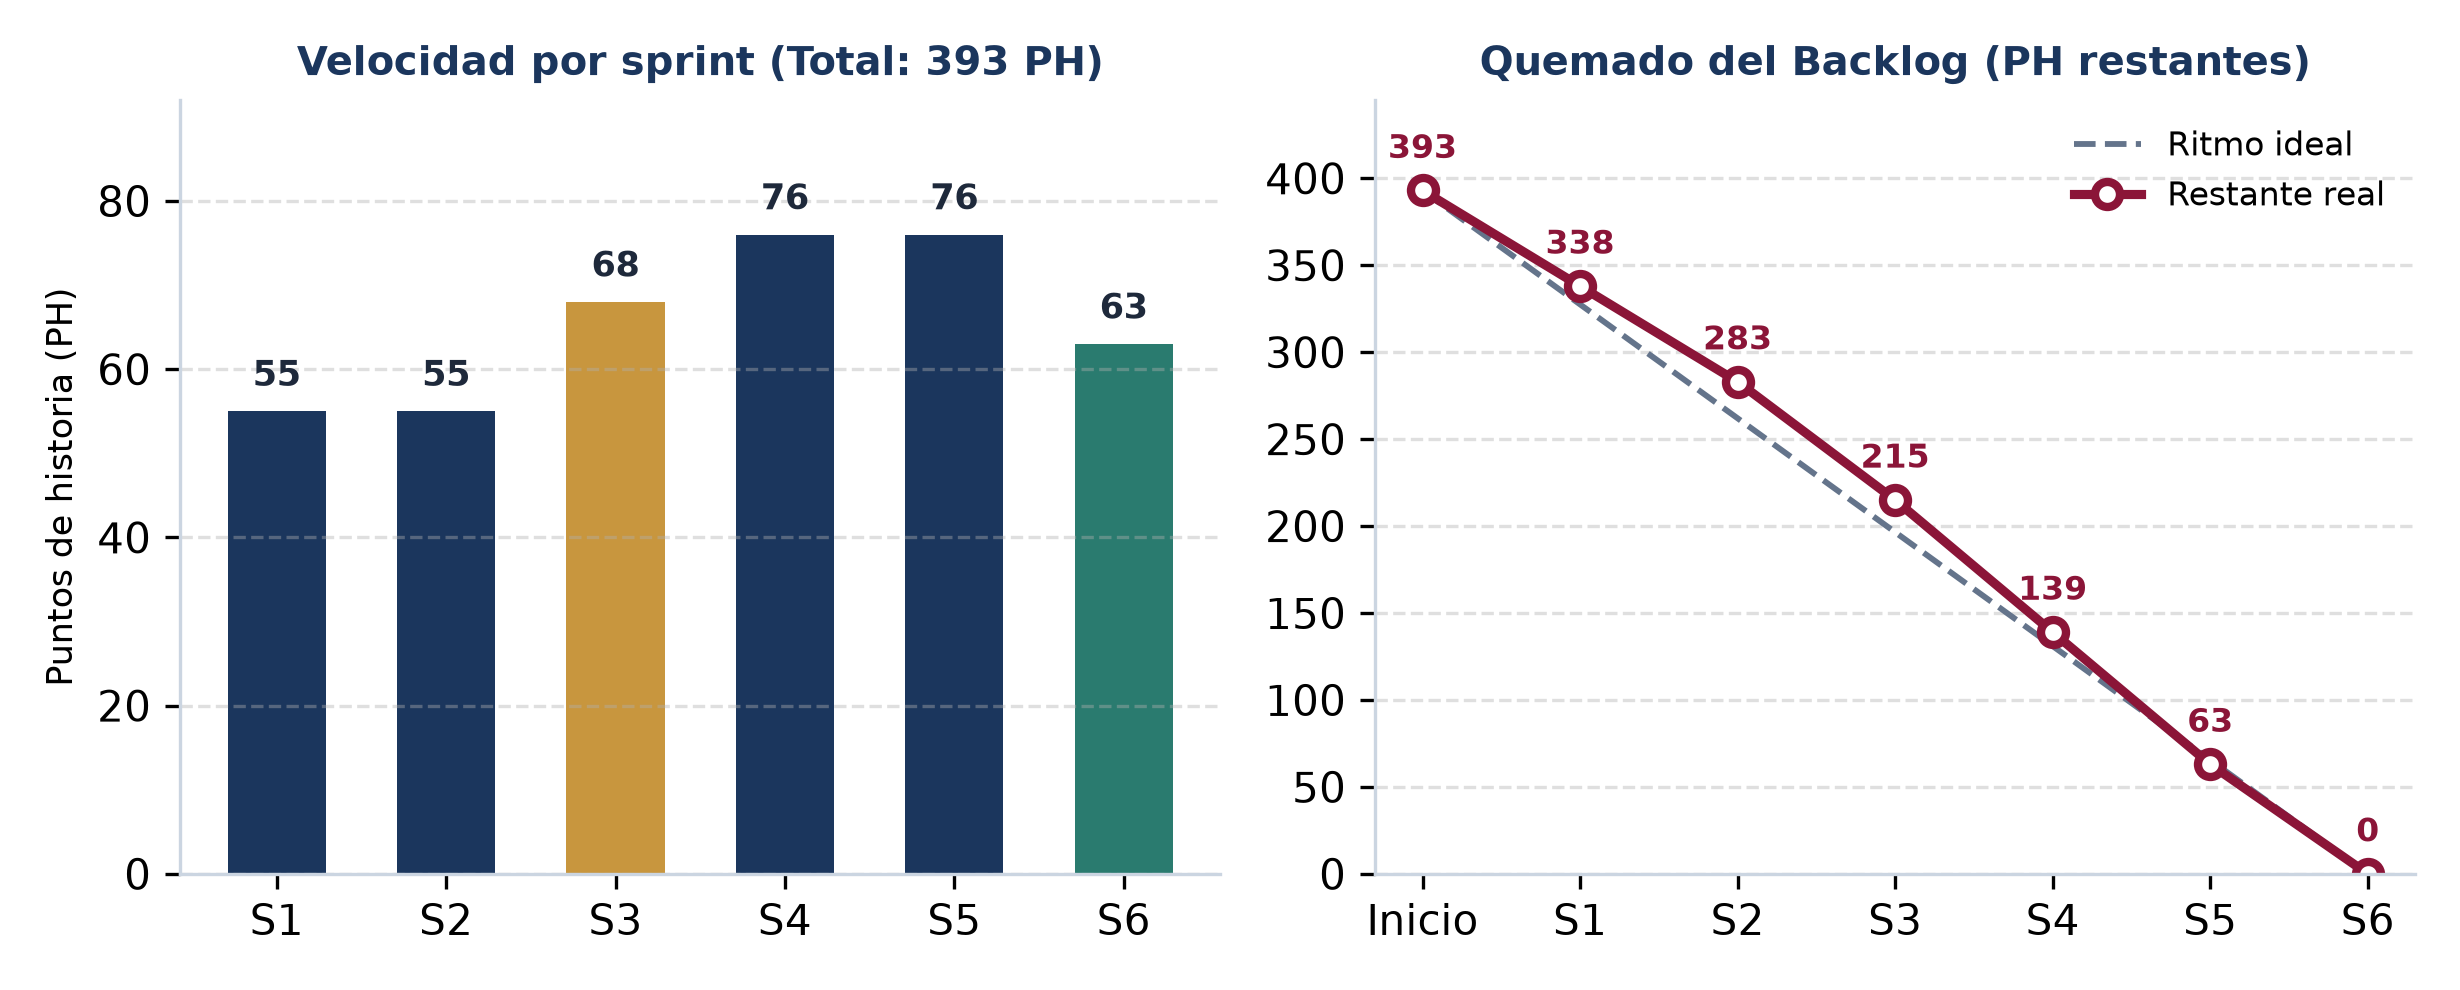 Velocidad por sprint (Total: 393 PH)
Puntos de historia (PH)
80
60
40
20
0
55
55
68
76
76
63
S1
S2
S3
S4
S5
S6
Quemado del Backlog (PH restantes)
Ritmo ideal
Restante real
400
350
300
250
200
150
100
50
0
393
338
283
215
139
63
0
Inicio
S1
S2
S3
S4
S5
S6